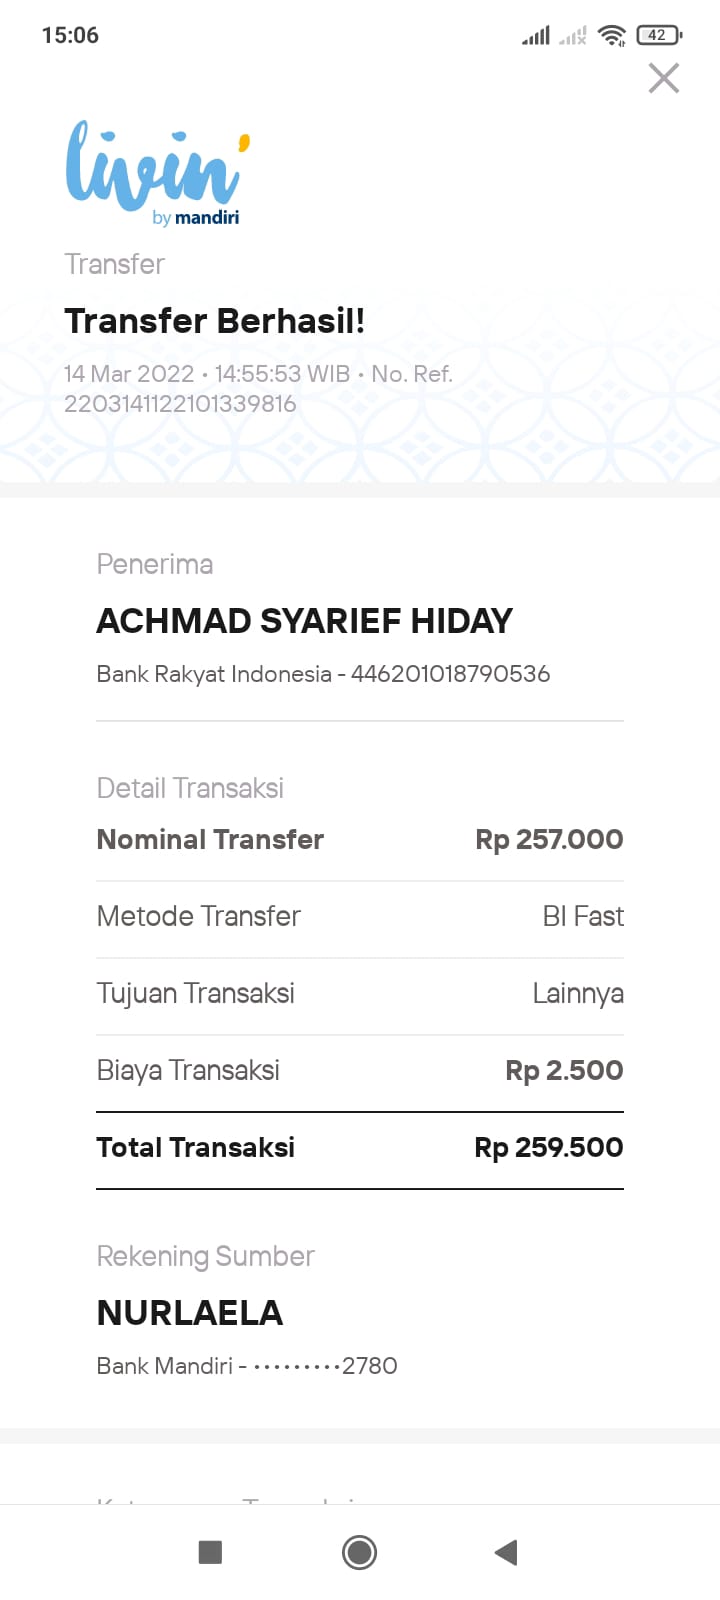 15:06
42
livin'
by mandiri
Transfer
Transfer Berhasil!
14 Mar 2022 • 14:55:53 WIB • No. Ref.
2203141122101339816
Penerima
ACHMAD SYARIEF HIDAY
Bank Rakyat Indonesia - 446201018790536
Detail Transaksi
Nominal Transfer Rp 257.000
Metode Transfer BI Fast
Tujuan Transaksi Lainnya
Biaya Transaksi Rp 2.500
Total Transaksi Rp 259.500
Rekening Sumber
NURLAELA
Bank Mandiri - •••••••••2780